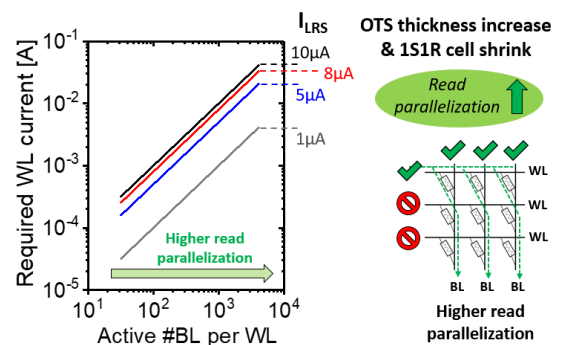 Required WL current [A]
10⁻¹
10⁻²
10⁻³
10⁻⁴
10⁻⁵
10¹
10²
10³
10⁴
Active #BL per WL
Higher read
parallelization
I_LRS
10µA
8µA
5µA
1µA
OTS thickness increase
& 1S1R cell shrink
Read
parallelization
WL
WL
WL
BL
BL
BL
Higher read
parallelization